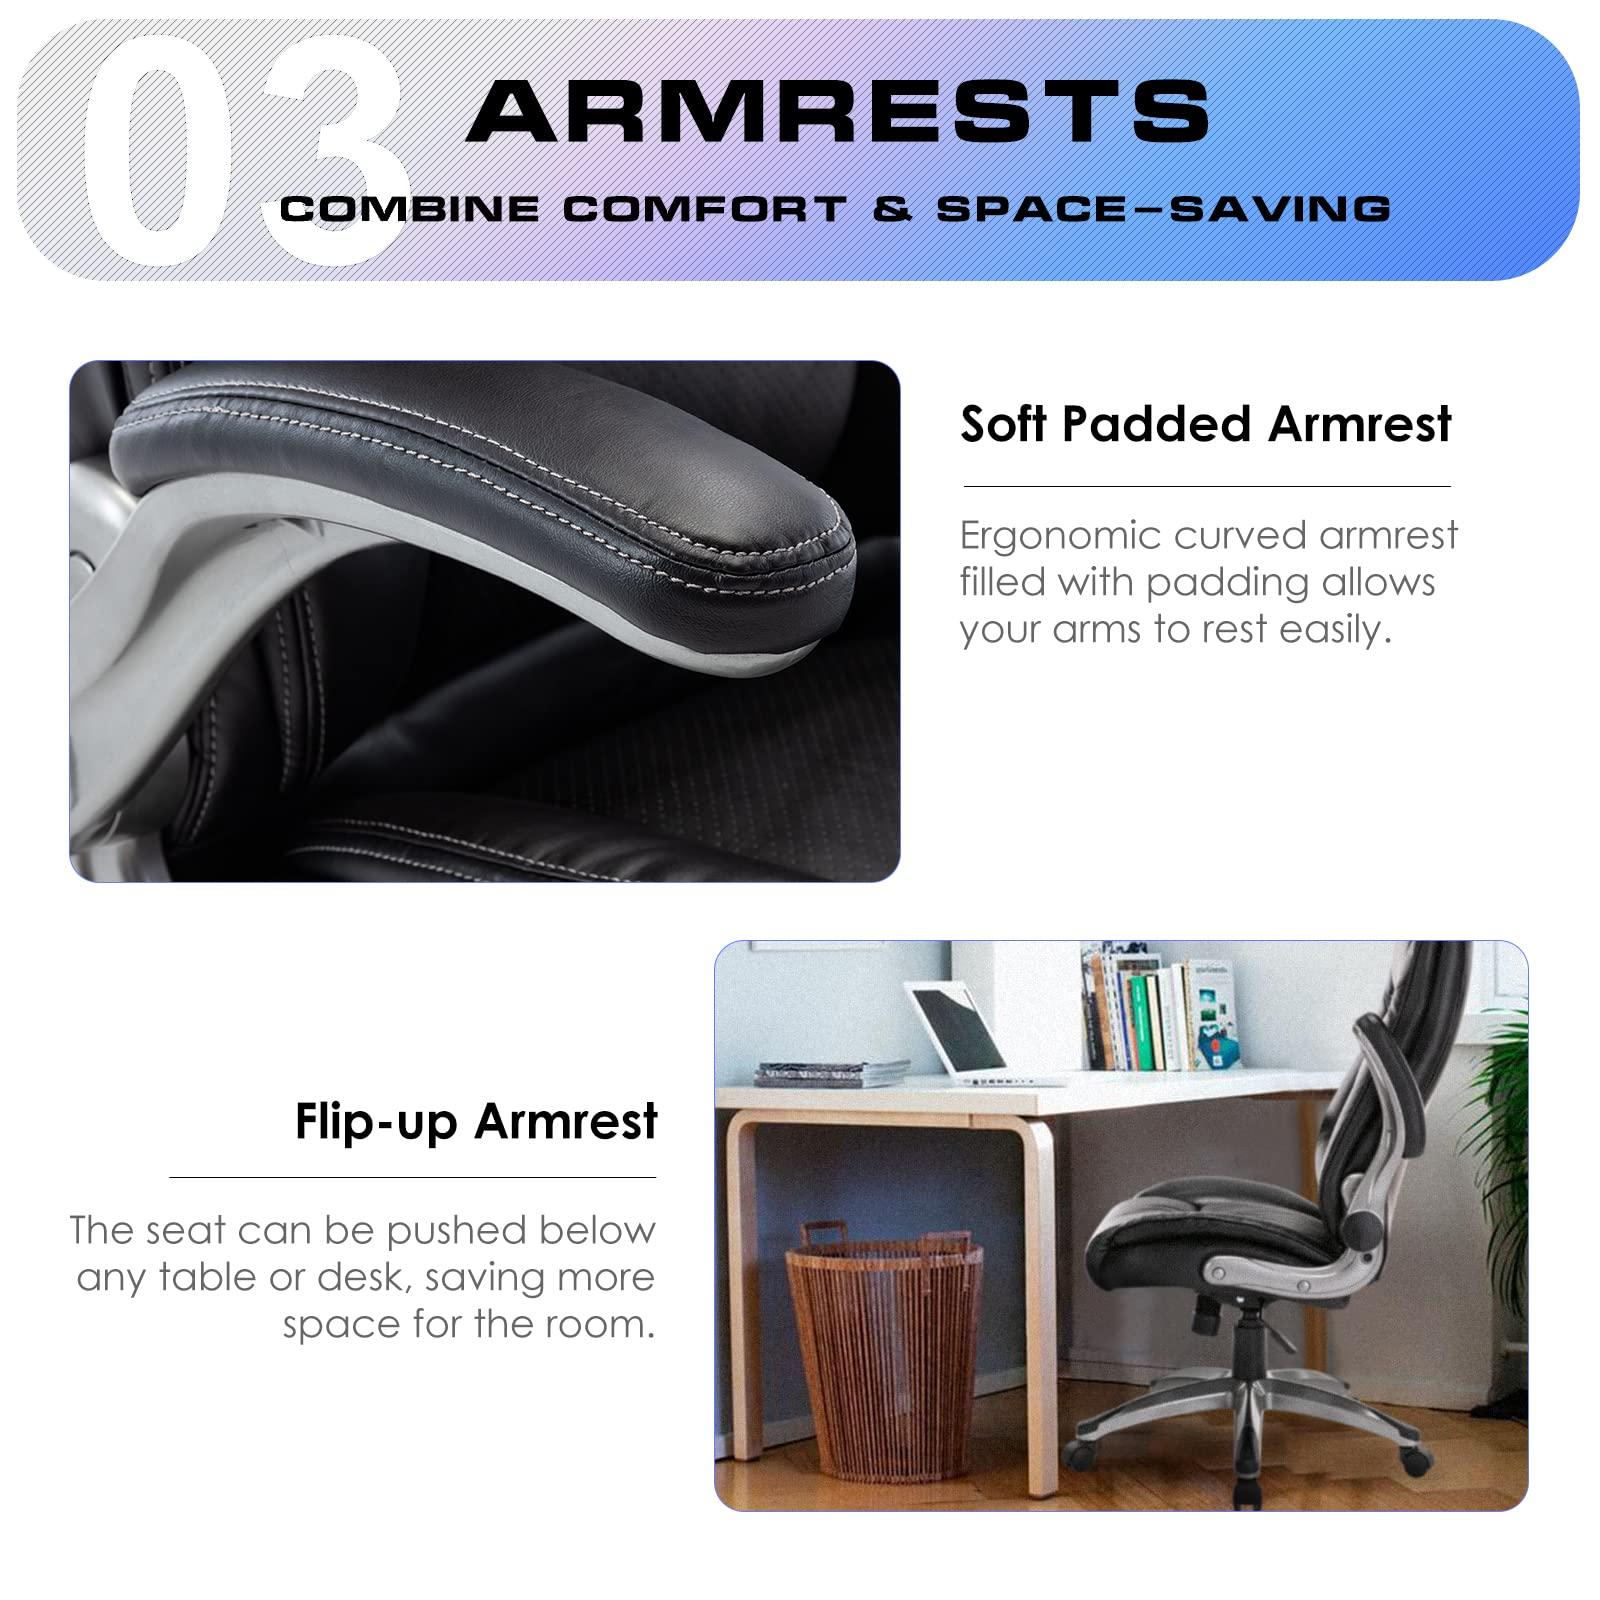 03
ARMRESTS
COMBINE COMFORT & SPACE-SAVING
Soft Padded Armrest
Ergonomic curved armrest
filled with padding allows
your arms to rest easily.
Flip-up Armrest
The seat can be pushed below
any table or desk, saving more
space for the room.